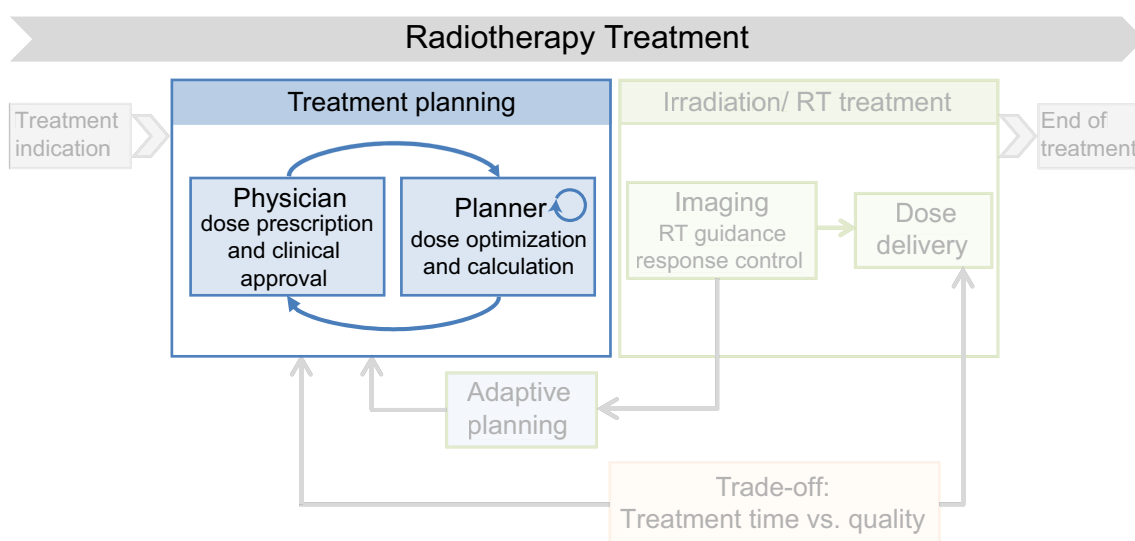 Radiotherapy Treatment
Treatment
indication
Treatment planning
Physician
dose prescription
and clinical
approval
Planner
dose optimization
and calculation
Irradiation/ RT treatment
Imaging
RT guidance
response control
Dose
delivery
End of
treatment
Adaptive
planning
Trade-off:
Treatment time vs. quality